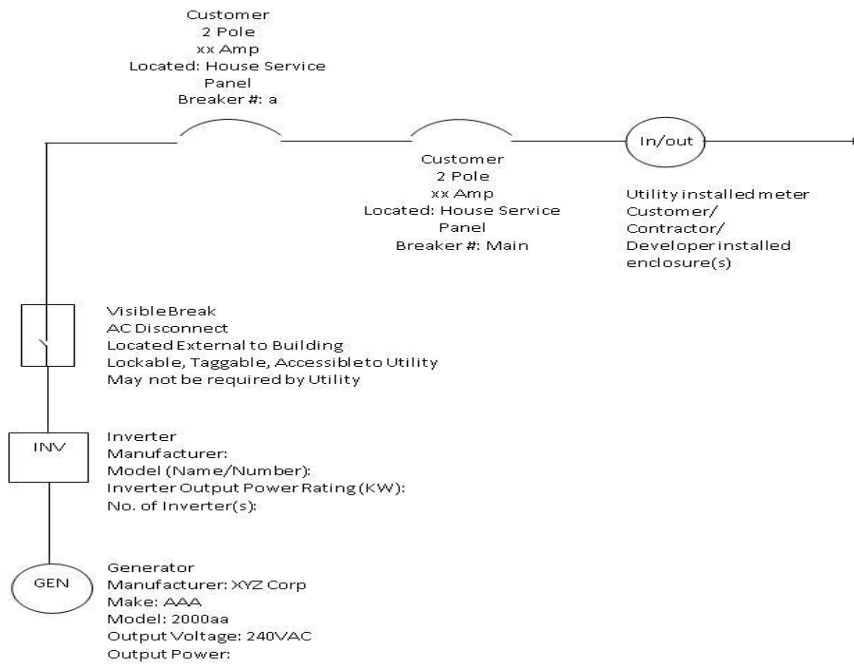 Customer
2 Pole
xx Amp
Located: House Service
Panel
Breaker #: a
In/out
Customer
2 Pole
xx Amp
Located: House Service
Panel
Breaker #: Main
Utility installed meter
Customer/
Contractor/
Developer installed
enclosure(s)
Visible Break
AC Disconnect
Located External to Building
Lockable, Taggable, Accessible to Utility
May not be required by Utility
INV
Inverter
Manufacturer:
Model (Name/Number):
Inverter Output Power Rating (KW):
No. of Inverter(s):
GEN
Generator
Manufacturer: XYZ Corp
Make: AAA
Model: 2000aa
Output Voltage: 240VAC
Output Power: